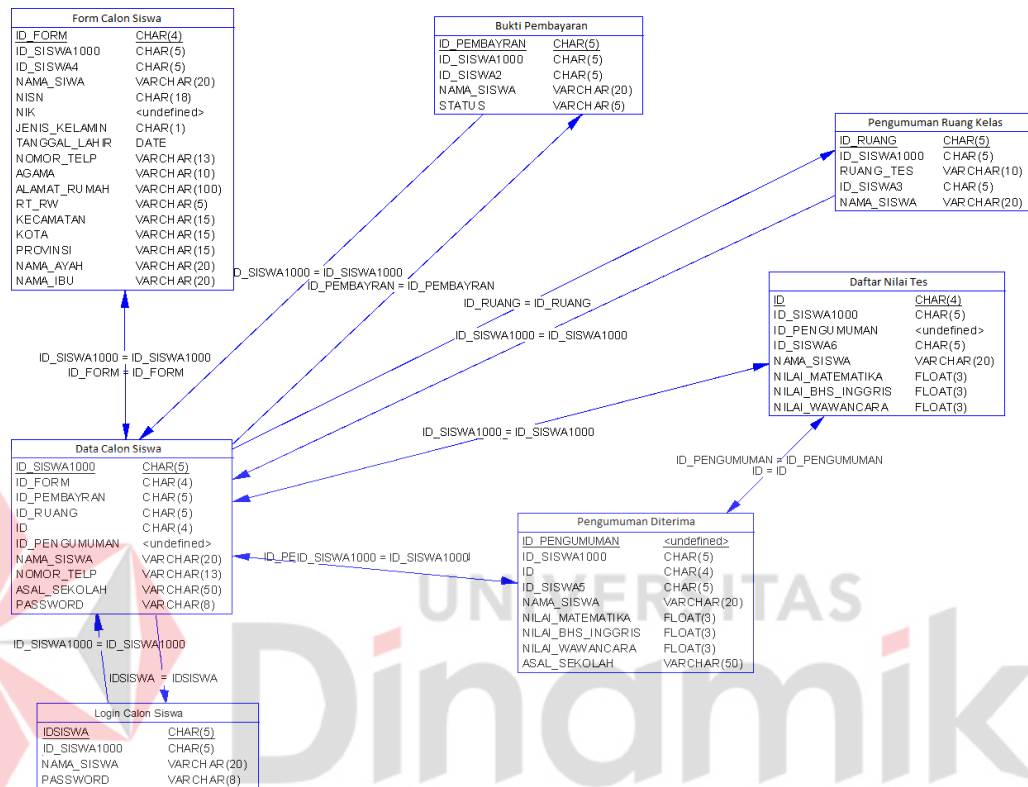 Form Calon Siswa
ID_FORM CHAR(4)
ID_SISWA1000 CHAR(5)
ID_SISWA4 CHAR(5)
NAMA_SIWA VARCHAR(20)
NISN CHAR(18)
NIK <undefined>
JENIS_KELAMIN CHAR(1)
TANGGAL_LAHIR DATE
NOMOR_TELP VARCHAR(13)
AGAMA VARCHAR(10)
ALAMAT_RUMAH VARCHAR(100)
RT_RW VARCHAR(5)
KECAMATAN VARCHAR(15)
KOTA VARCHAR(15)
PROVINSI VARCHAR(15)
NAMA_AYAH VARCHAR(20)
NAMA_IBU VARCHAR(20)
Bukti Pembayaran
ID_PEMBAYRAN CHAR(5)
ID_SISWA1000 CHAR(5)
ID_SISWA2 CHAR(5)
NAMA_SISWA VARCHAR(20)
STATUS VARCHAR(5)
Pengumuman Ruang Kelas
ID_RUANG CHAR(5)
ID_SISWA1000 CHAR(5)
RUANG_TES VARCHAR(10)
ID_SISWA3 CHAR(5)
NAMA_SISWA VARCHAR(20)
ID_SISWA1000 = ID_SISWA1000
ID_PEMBAYRAN = ID_PEMBAYRAN
ID_RUANG = ID_RUANG
ID_SISWA1000 = ID_SISWA1000
Daftar Nilai Tes
ID CHAR(4)
ID_SISWA1000 CHAR(5)
ID_PENGUMUMAN <undefined>
ID_SISWA6 CHAR(5)
NAMA_SISWA VARCHAR(20)
NILAI_MATEMATIKA FLOAT(3)
NILAI_BHS_INGGRIS FLOAT(3)
NILAI_WAWANCARA FLOAT(3)
ID_SISWA1000 = ID_SISWA1000
ID_FORM = ID_FORM
ID_SISWA1000 = ID_SISWA1000
ID_PENGUMUMAN = ID_PENGUMUMAN
ID = ID
Data Calon Siswa
ID_SISWA1000 CHAR(5)
ID_FORM CHAR(4)
ID_PEMBAYRAN CHAR(5)
ID_RUANG CHAR(5)
ID CHAR(4)
ID_PENGUMUMAN <undefined>
NAMA_SISWA VARCHAR(20)
NOMOR_TELP VARCHAR(13)
ASAL_SEKOLAH VARCHAR(50)
PASSWORD VARCHAR(8)
ID_SISWA1000 = ID_SISWA1000
Pengumuman Diterima
ID_PENGUMUMAN <undefined>
ID_SISWA1000 CHAR(5)
ID CHAR(4)
ID_SISWA5 CHAR(5)
NAMA_SISWA VARCHAR(20)
NILAI_MATEMATIKA FLOAT(3)
NILAI_BHS_INGGRIS FLOAT(3)
NILAI_WAWANCARA FLOAT(3)
ASAL_SEKOLAH VARCHAR(50)
ID_SISWA1000 = ID_SISWA1000
IDSISWA = IDSISWA
Login Calon Siswa
IDSISWA CHAR(5)
ID_SISWA1000 CHAR(5)
NAMA_SISWA VARCHAR(20)
PASSWORD VARCHAR(8)
UNIVERSITAS
Dinamik